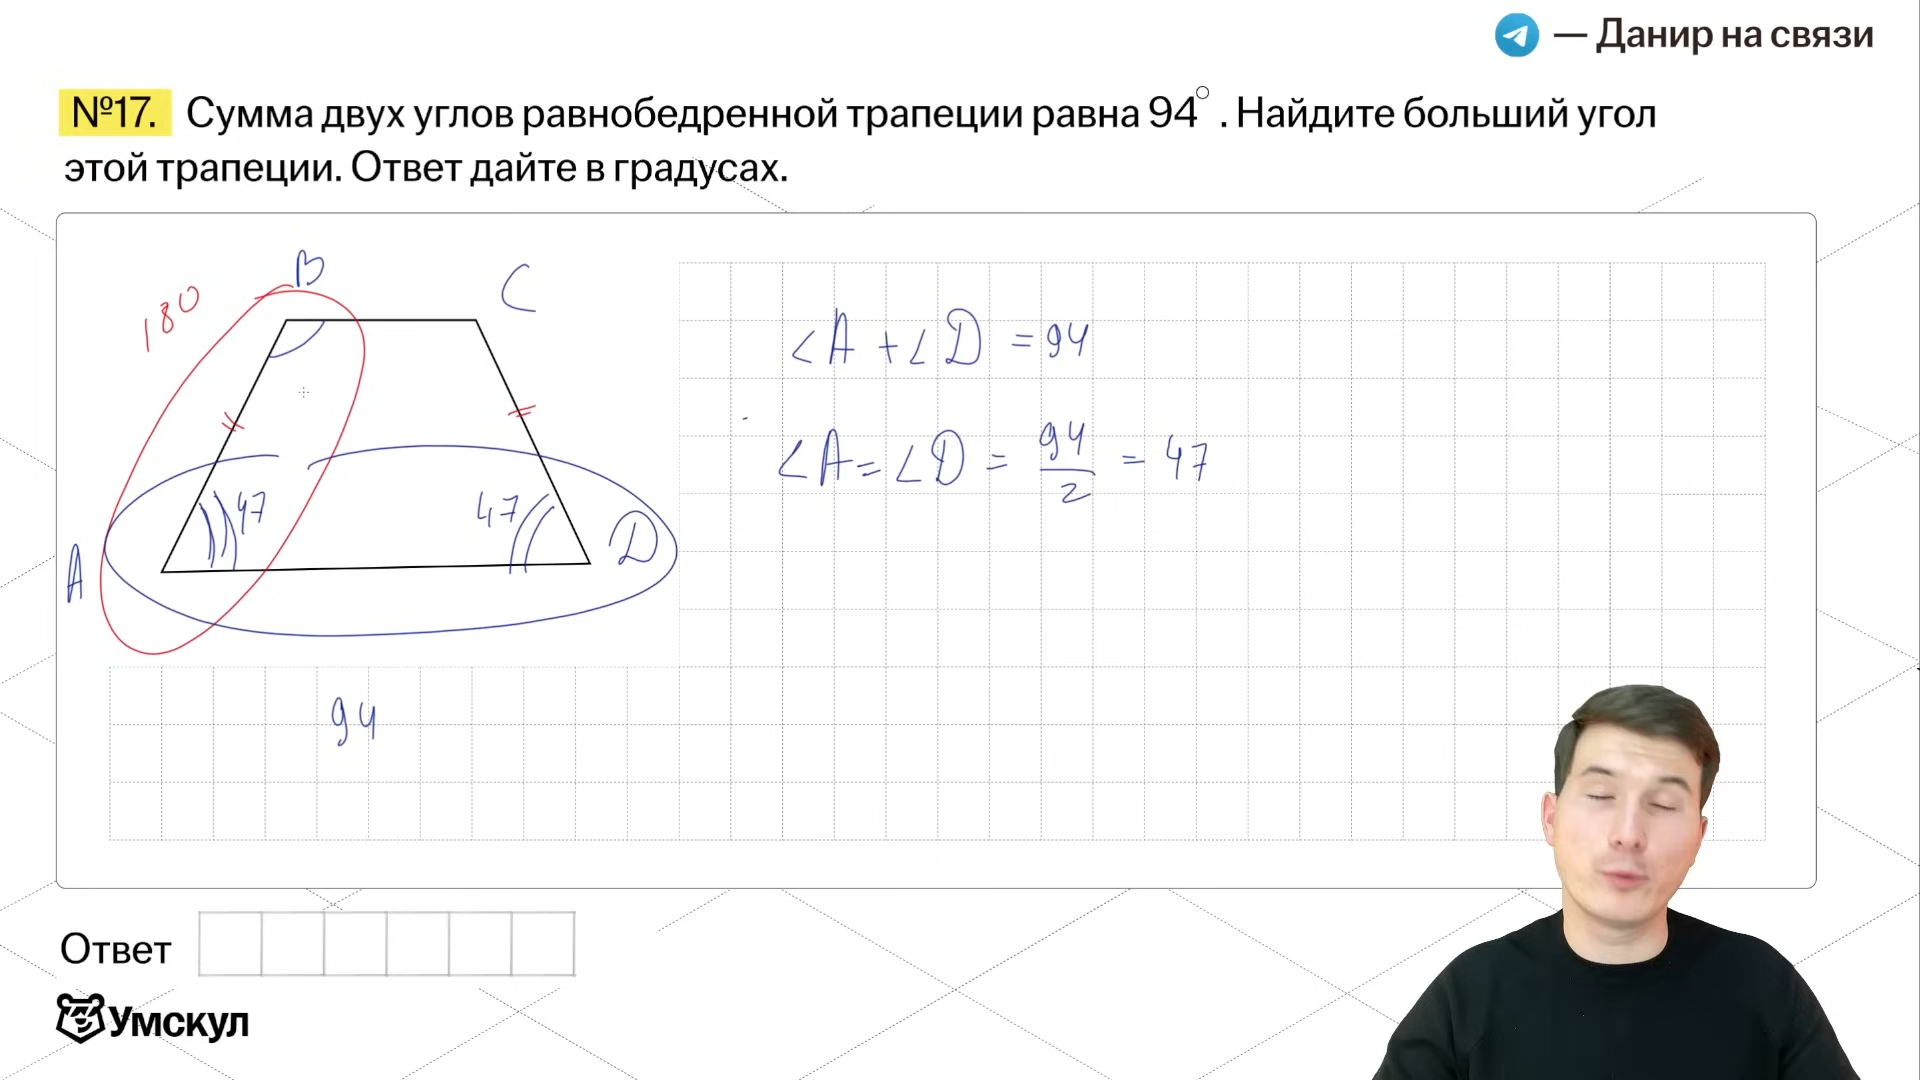 — Данир на связи
№17. Сумма двух углов равнобедренной трапеции равна 94° . Найдите больший угол
этой трапеции. Ответ дайте в градусах.
B
C
180
∠A + ∠D = 94
∠A = ∠D = 94/2 = 47
47
47
A
D
94
Ответ
Умскул